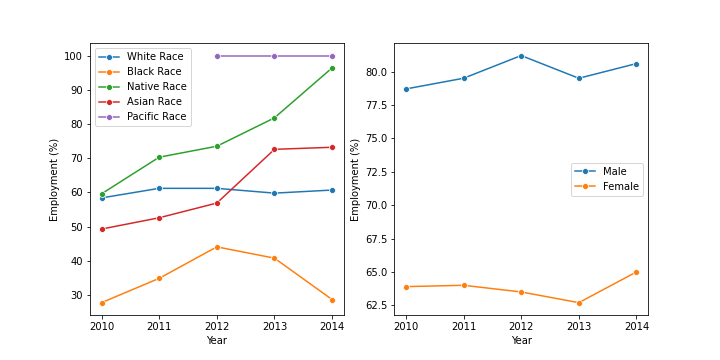 100
90
80
70
60
50
40
30
Employment (%)
2010 2011 2012 2013 2014
Year
White Race
Black Race
Native Race
Asian Race
Pacific Race
80.0
77.5
75.0
72.5
70.0
67.5
65.0
62.5
Employment (%)
2010 2011 2012 2013 2014
Year
Male
Female